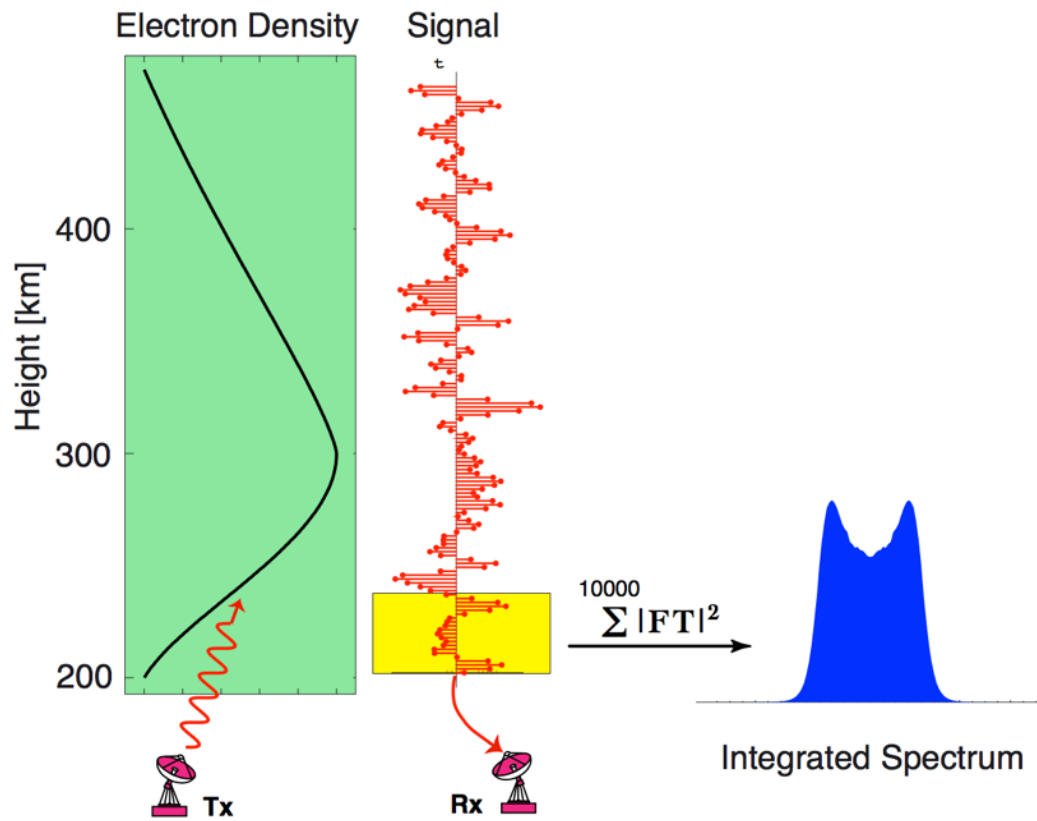 Electron Density
Signal
t
Height [km]
400
300
200
10000
Σ |FT|²
Integrated Spectrum
Tx
Rx